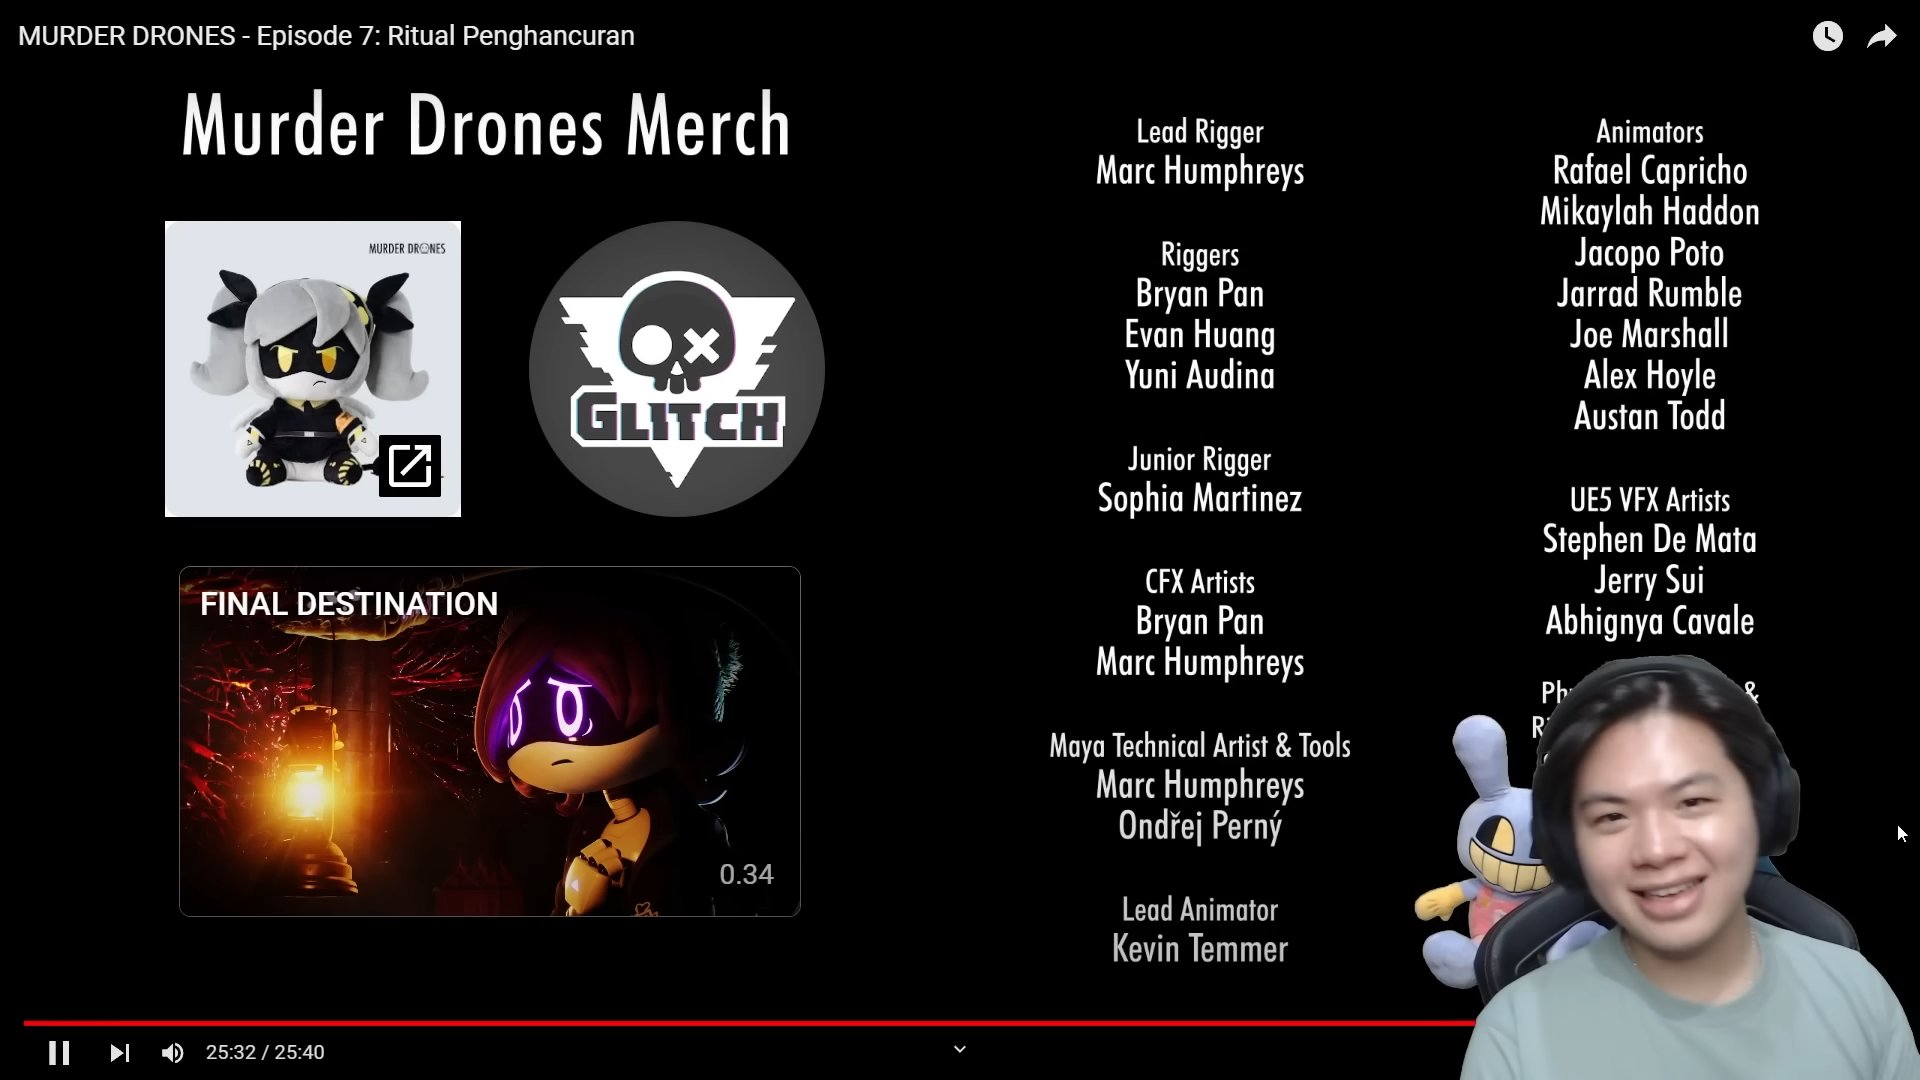 MURDER DRONES - Episode 7: Ritual Penghancuran
Murder Drones Merch
MURDER DRONES
GLITCH
FINAL DESTINATION
0.34
Lead Rigger
Marc Humphreys
Riggers
Bryan Pan
Evan Huang
Yuni Audina
Junior Rigger
Sophia Martinez
CFX Artists
Bryan Pan
Marc Humphreys
Maya Technical Artist & Tools
Marc Humphreys
Ondřej Perný
Lead Animator
Kevin Temmer
Animators
Rafael Capricho
Mikaylah Haddon
Jacopo Poto
Jarrad Rumble
Joe Marshall
Alex Hoyle
Austan Todd
UE5 VFX Artists
Stephen De Mata
Jerry Sui
Abhignya Cavale
&
25:32 / 25:40